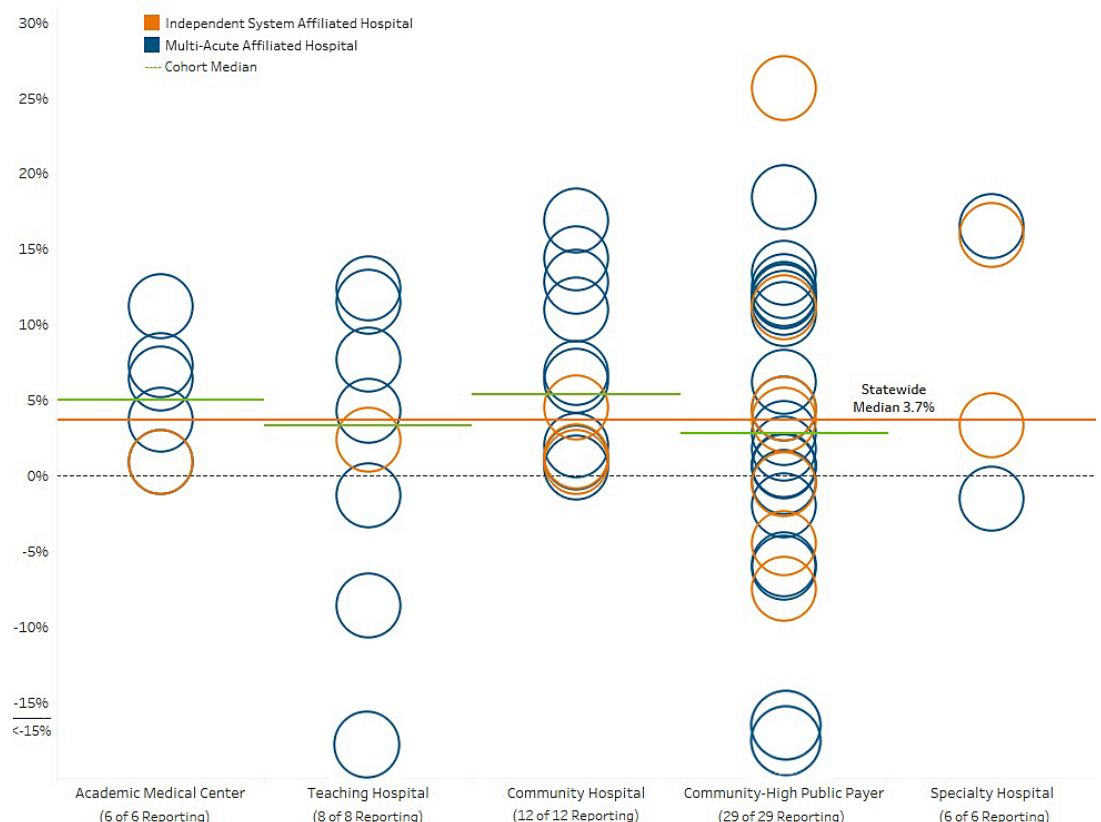 30%
Independent System Affiliated Hospital
Multi-Acute Affiliated Hospital
Cohort Median
25%
20%
15%
10%
5%
Statewide
Median 3.7%
0%
-5%
-10%
-15%
<-15%
Academic Medical Center
(6 of 6 Reporting)
Teaching Hospital
(8 of 8 Reporting)
Community Hospital
(12 of 12 Reporting)
Community-High Public Payer
(29 of 29 Reporting)
Specialty Hospital
(6 of 6 Reporting)